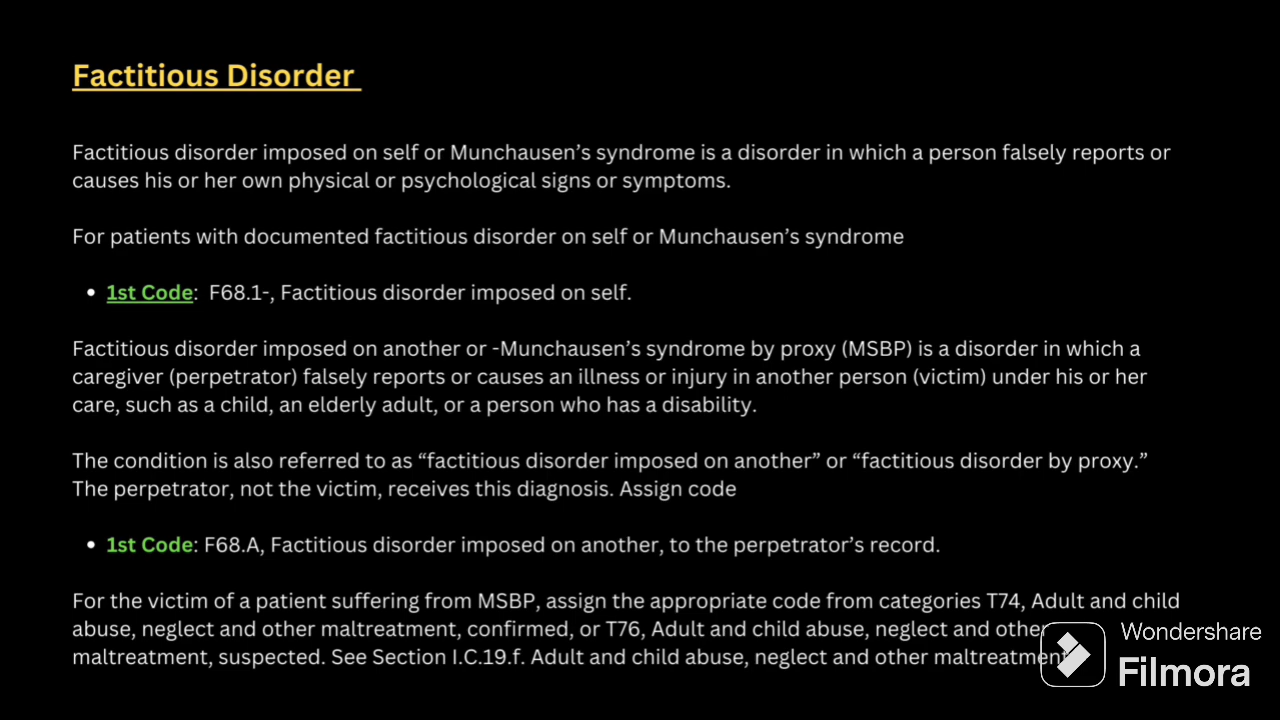 Factitious Disorder
Factitious disorder imposed on self or Munchausen’s syndrome is a disorder in which a person falsely reports or
causes his or her own physical or psychological signs or symptoms.
For patients with documented factitious disorder on self or Munchausen’s syndrome
• 1st Code: F68.1-, Factitious disorder imposed on self.
Factitious disorder imposed on another or -Munchausen’s syndrome by proxy (MSBP) is a disorder in which a
caregiver (perpetrator) falsely reports or causes an illness or injury in another person (victim) under his or her
care, such as a child, an elderly adult, or a person who has a disability.
The condition is also referred to as “factitious disorder imposed on another” or “factitious disorder by proxy.”
The perpetrator, not the victim, receives this diagnosis. Assign code
• 1st Code: F68.A, Factitious disorder imposed on another, to the perpetrator’s record.
For the victim of a patient suffering from MSBP, assign the appropriate code from categories T74, Adult and child
abuse, neglect and other maltreatment, confirmed, or T76, Adult and child abuse, neglect and other
maltreatment, suspected. See Section I.C.19.f. Adult and child abuse, neglect and other maltreatment
Wondershare
Filmora